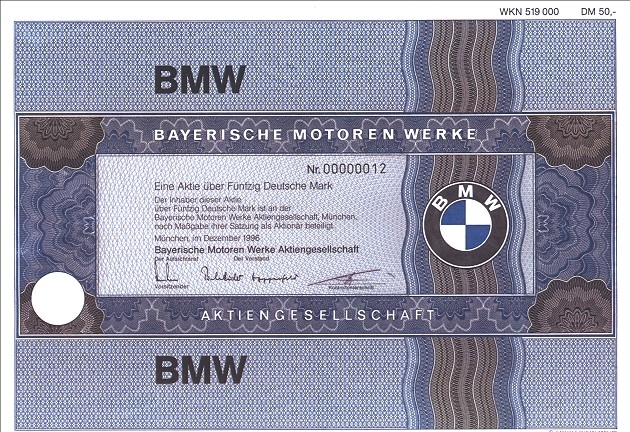 WKN 519 000 DM 50,-
BMW
BAYERISCHE MOTOREN WERKE
Nr. 00000012
Eine Aktie über Fünfzig Deutsche Mark
Der Inhaber dieser Aktie
über Fünfzig Deutsche Mark ist an der
Bayerische Motoren Werke Aktiengesellschaft, München,
nach Maßgabe ihrer Satzung als Aktionär beteiligt.
München, im Dezember 1996
Bayerische Motoren Werke Aktiengesellschaft
Der Aufsichtsrat Der Vorstand
Vorsitzender Kontrollunterschrift
BMW
AKTIENGESELLSCHAFT
BMW